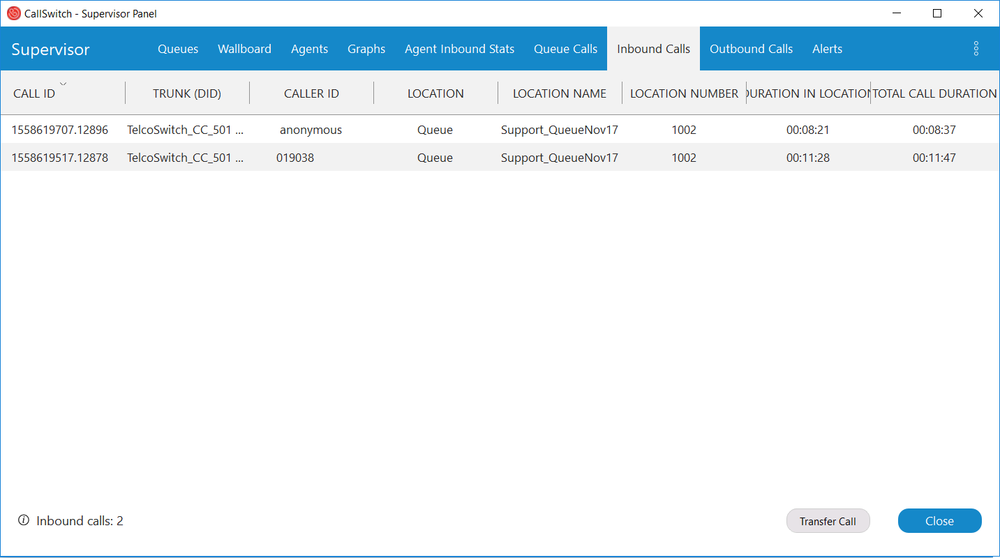 CallSwitch - Supervisor Panel
Supervisor Queues Wallboard Agents Graphs Agent Inbound Stats Queue Calls Inbound Calls Outbound Calls Alerts
CALL ID TRUNK (DID) CALLER ID LOCATION LOCATION NAME LOCATION NUMBER DURATION IN LOCATION TOTAL CALL DURATION
1558619707.12896 TelcoSwitch_CC_501 ... anonymous Queue Support_QueueNov17 1002 00:08:21 00:08:37
1558619517.12878 TelcoSwitch_CC_501 ... 019038 Queue Support_QueueNov17 1002 00:11:28 00:11:47
Inbound calls: 2 Transfer Call Close